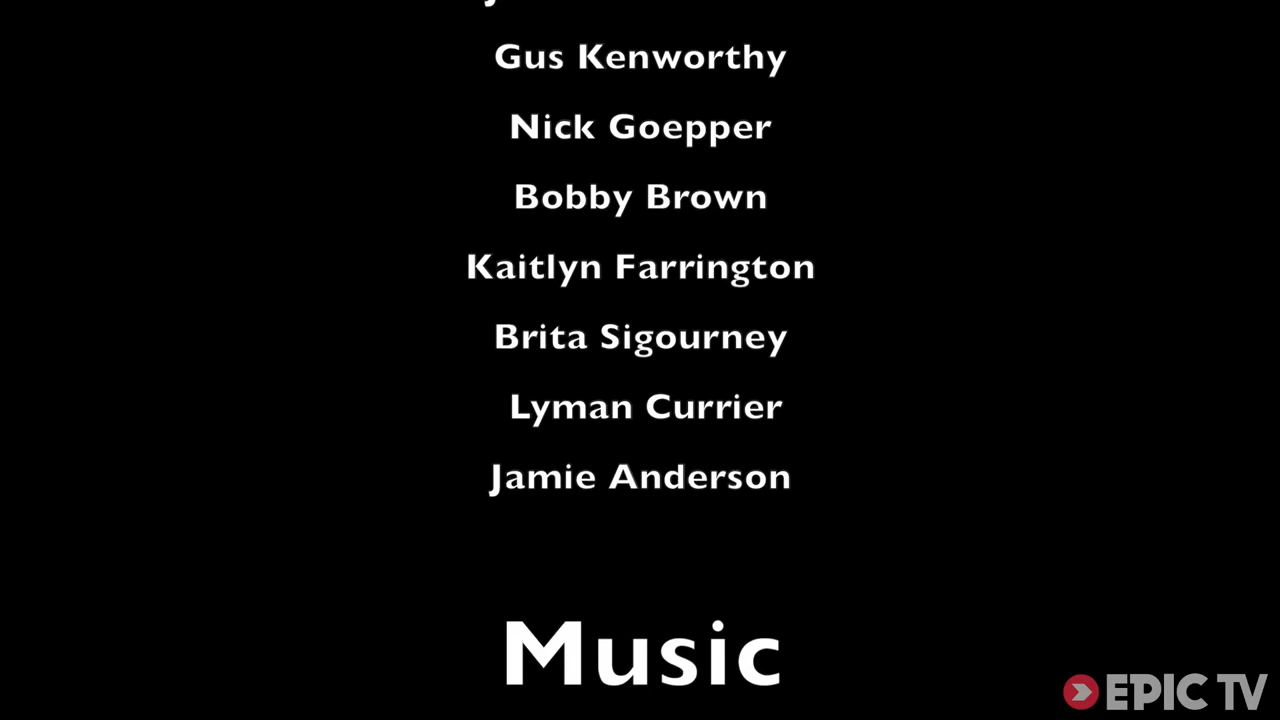 Gus Kenworthy
Nick Goepper
Bobby Brown
Kaitlyn Farrington
Brita Sigourney
Lyman Currier
Jamie Anderson
Music
EPIC TV